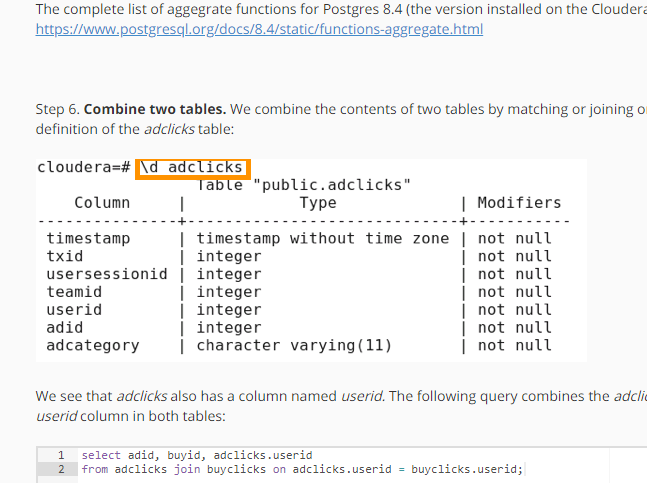 The complete list of aggegrate functions for Postgres 8.4 (the version installed on the Cloudera
https://www.postgresql.org/docs/8.4/static/functions-aggregate.html
Step 6. Combine two tables. We combine the contents of two tables by matching or joining
definition of the adclicks table:
cloudera=# \d adclicks
Table "public.adclicks"
Column | Type | Modifiers
---------------+-----------------------------+-----------
timestamp | timestamp without time zone | not null
txid | integer | not null
usersessionid | integer | not null
teamid | integer | not null
userid | integer | not null
adid | integer | not null
adcategory | character varying(11) | not null
We see that adclicks also has a column named userid. The following query combines the
userid column in both tables:
1 select adid, buyid, adclicks.userid
2 from adclicks join buyclicks on adclicks.userid = buyclicks.userid;